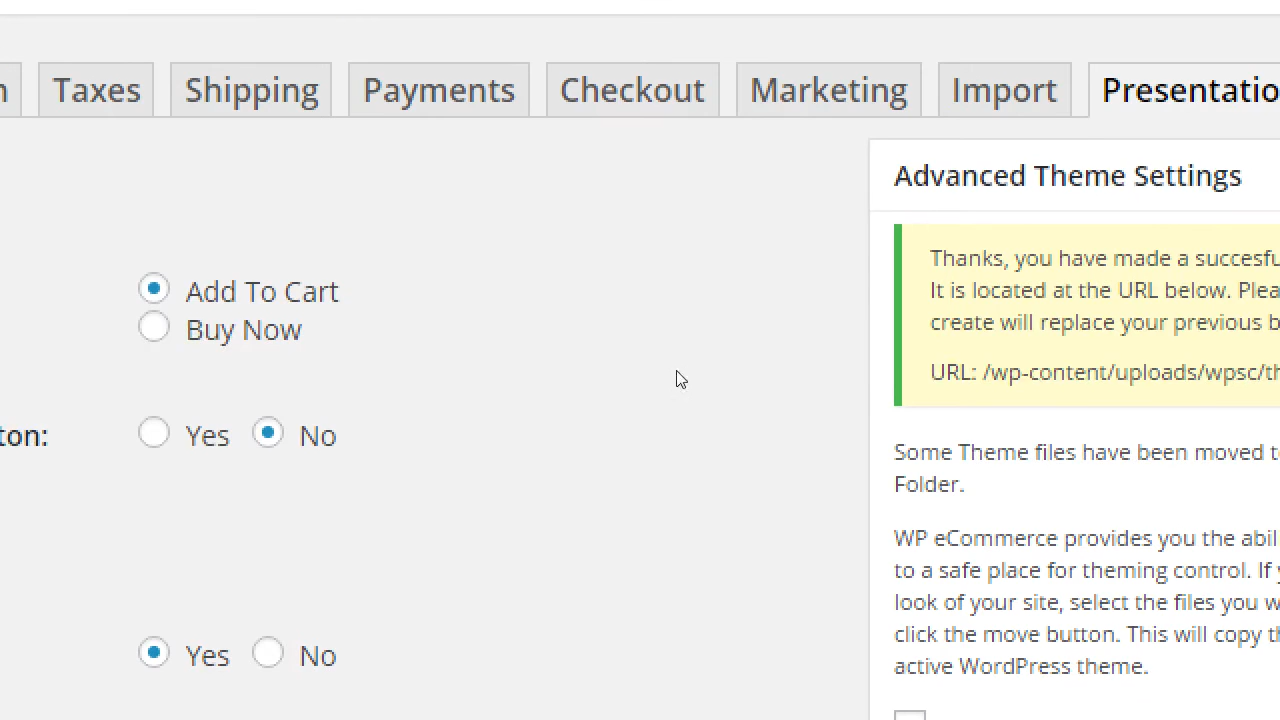 Taxes Shipping Payments Checkout Marketing Import Presentatio
Advanced Theme Settings
Thanks, you have made a succesfu
It is located at the URL below. Plea
create will replace your previous b
URL: /wp-content/uploads/wpsc/th
Add To Cart
Buy Now
ton:
Yes No
Some Theme files have been moved t
Folder.
WP eCommerce provides you the abil
to a safe place for theming control. If y
look of your site, select the files you w
click the move button. This will copy th
active WordPress theme.
Yes No